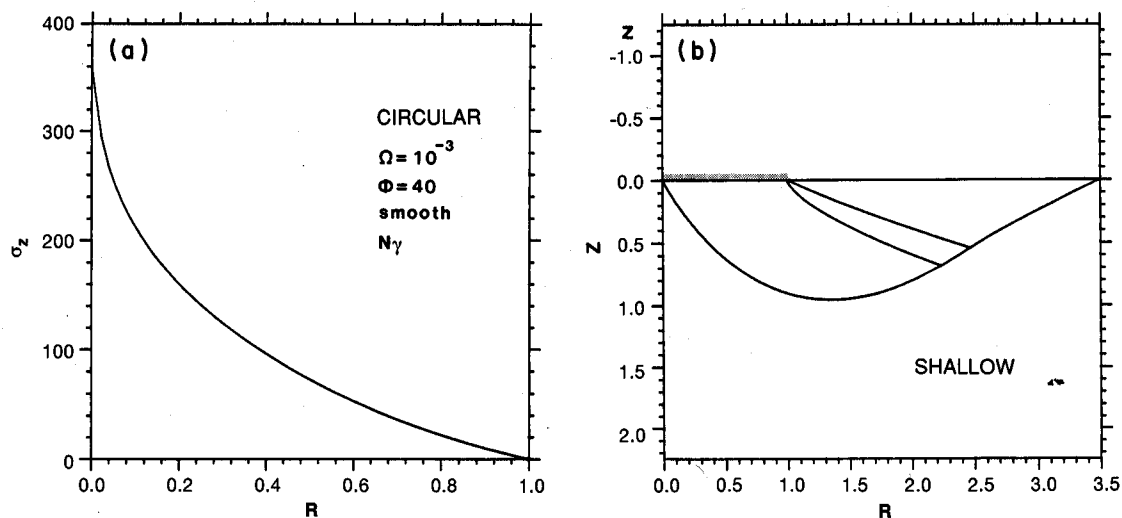 (a)
400
300
200
100
0
σz
CIRCULAR
Ω = 10⁻³
Φ = 40
smooth
Nγ
0.0 0.2 0.4 0.6 0.8 1.0
R
(b)
Z
-1.0
-0.5
0.0
0.5
1.0
1.5
2.0
Z
SHALLOW
0.0 0.5 1.0 1.5 2.0 2.5 3.0 3.5
R